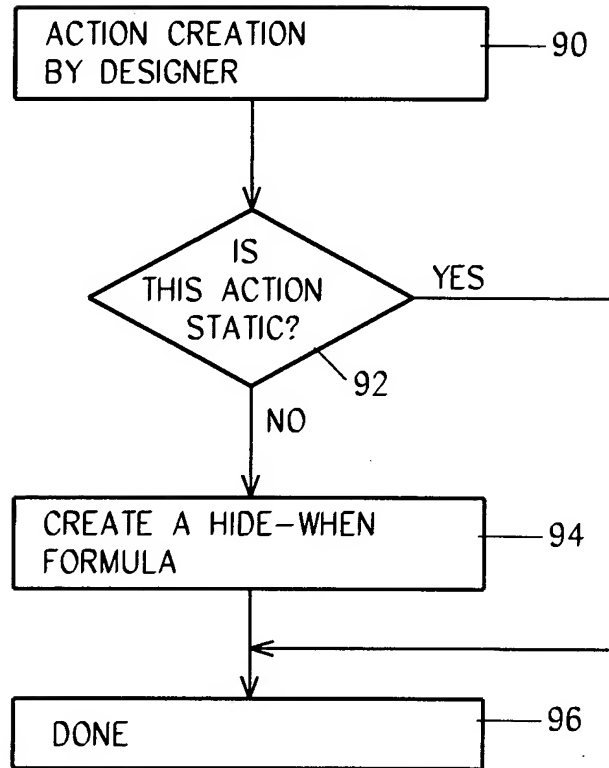 ACTION CREATION
BY DESIGNER
90
IS
THIS ACTION
STATIC?
YES
92
NO
CREATE A HIDE-WHEN
FORMULA
94
DONE
96